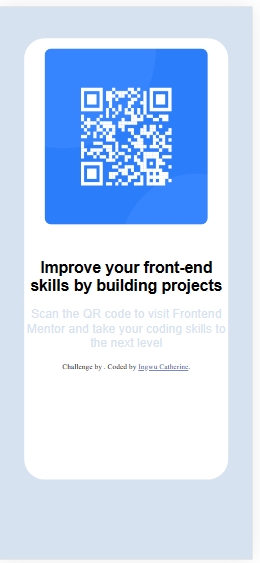 Improve your front-end
skills by building projects
Scan the QR code to visit Frontend
Mentor and take your coding skills to
the next level
Challenge by . Coded by Ingwu Catherine.